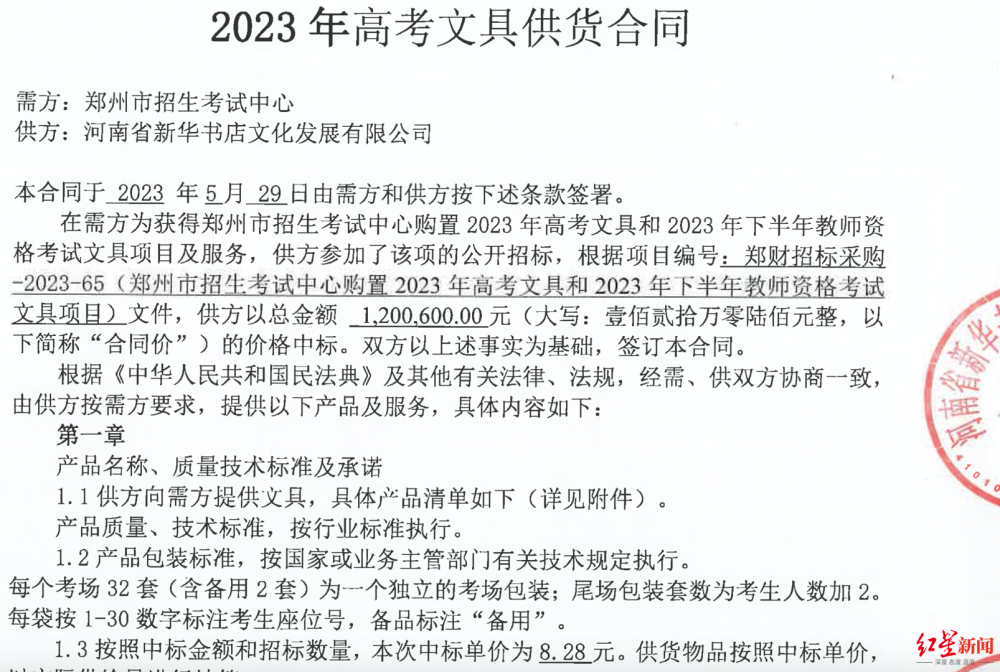 2023 年高考文具供货合同
需方：郑州市招生考试中心
供方：河南省新华书店文化发展有限公司
本合同于 2023 年 5 月 29 日由需方和供方按下述条款签署。
在需方为获得郑州市招生考试中心购置 2023 年高考文具和 2023 年下半年教师资
格考试文具项目及服务，供方参加了该项的公开招标，根据项目编号：郑财招标采购
-2023-65（郑州市招生考试中心购置 2023 年高考文具和 2023 年下半年教师资格考试
文具项目）文件，供方以总金额 1,200,600.00 元（大写：壹佰贰拾万零陆佰元整，以
下简称“合同价”）的价格中标。双方以上述事实为基础，签订本合同。
根据《中华人民共和国民法典》及其他有关法律、法规，经需、供双方协商一致，
由供方按需方要求，提供以下产品及服务，具体内容如下：
第一章
产品名称、质量技术标准及承诺
1.1 供方向需方提供文具，具体产品清单如下（详见附件）。
产品质量、技术标准，按行业标准执行。
1.2 产品包装标准，按国家或业务主管部门有关技术规定执行。
每个考场 32 套（含备用 2 套）为一个独立的考场包装；尾场包装套数为考生人数加 2。
每袋按 1-30 数字标注考生座位号，备品标注“备用”。
1.3 按照中标金额和招标数量，本次中标单价为 8.28 元。供货物品按照中标单价，
河南省新华
41010
红星新闻
深度 态度 温度